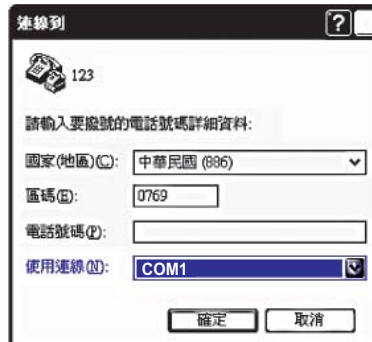 連線到
123
請輸入要撥號的電話號碼詳細資料:
國家(地區)(C): 中華民國 (886)
區碼(E): 0769
電話號碼(P):
使用連線(N): COM1
確定 取消